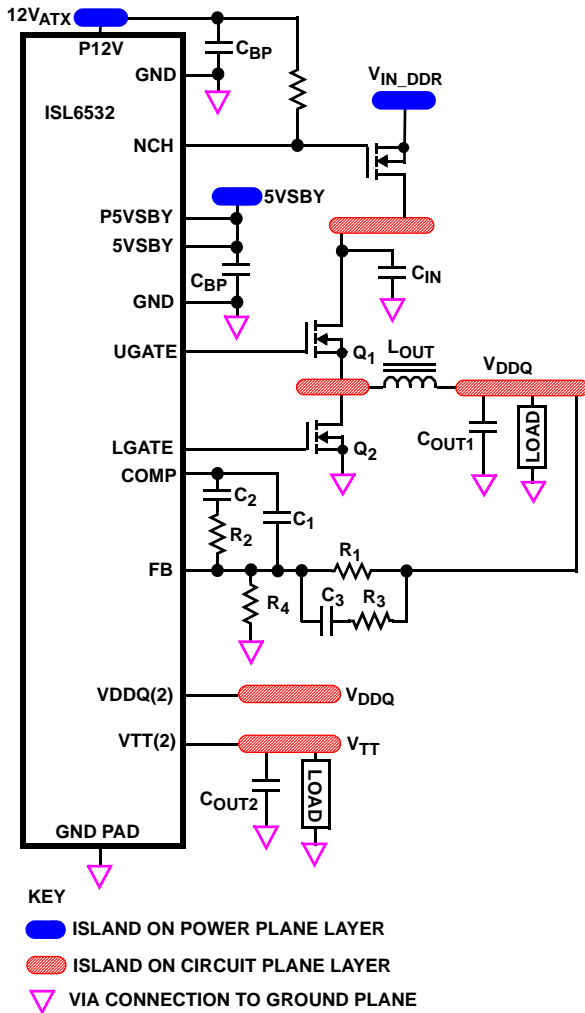 12VATX
P12V
CBP
GND
VIN_DDR
ISL6532
NCH
5VSBY
P5VSBY
5VSBY
CBP
CIN
GND
LOUT
UGATE
Q1
VDDQ
COUT1
LOAD
LGATE
Q2
COMP
C2
C1
R2
R1
FB
C3
R3
R4
VDDQ(2)
VDDQ
VTT(2)
VTT
COUT2
LOAD
GND PAD
KEY
ISLAND ON POWER PLANE LAYER
ISLAND ON CIRCUIT PLANE LAYER
VIA CONNECTION TO GROUND PLANE